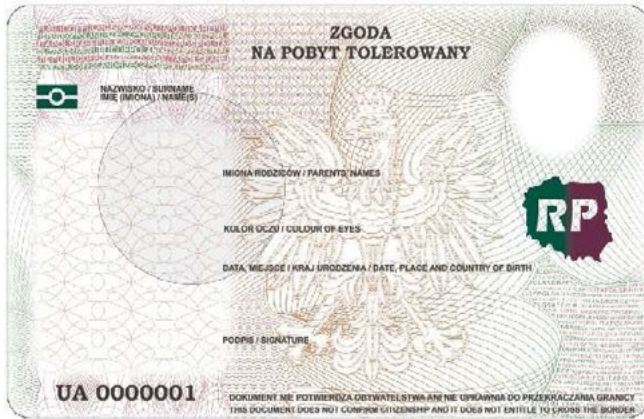 ZGODA
NA POBYT TOLEROWANY
NAZWISKO / SURNAME
IMIĘ (IMIONA) / NAME(S)
IMIONA RODZICÓW / PARENTS' NAMES
RP
KOLOR OCZU / COLOUR OF EYES
DATA, MIEJSCE I KRAJ URODZENIA / DATE, PLACE AND COUNTRY OF BIRTH
PODPIS / SIGNATURE
UA 0000001
DOKUMENT NIE POTWIERDZA OBYWATELSTWA ANI NIE UPRAWNIA DO PRZEKRACZANIA GRANICY
THIS DOCUMENT DOES NOT CONFIRM CITIZENSHIP AND IT DOES NOT ENTITLE TO CROSS THE BORDER